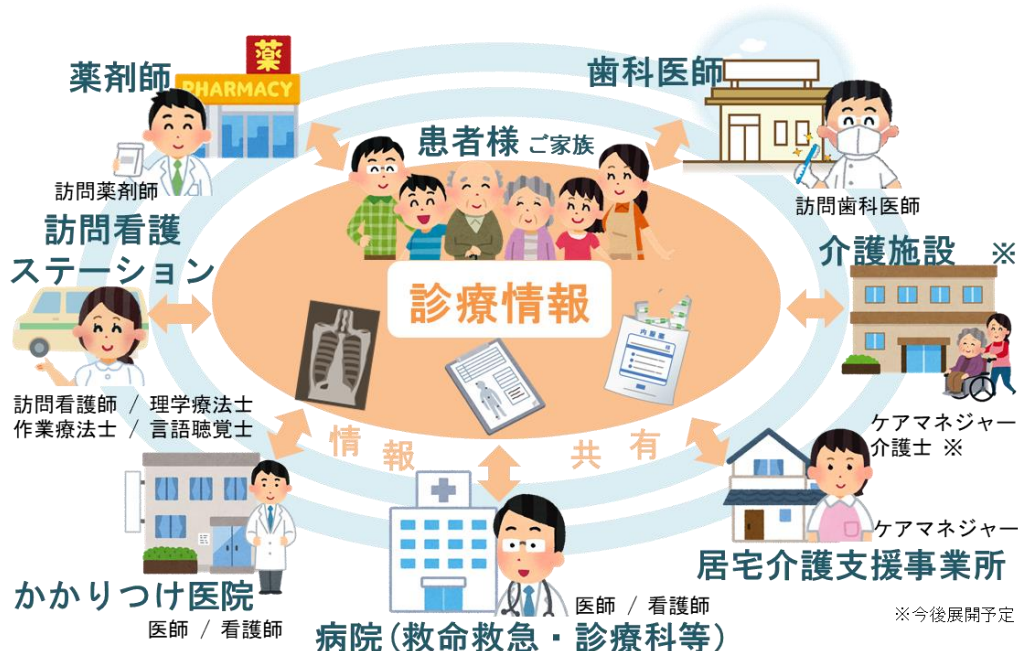 薬剤師
薬
PHARMACY
訪問薬剤師
歯科医師
訪問歯科医師
患者様 ご家族
訪問看護
ステーション
訪問看護師 / 理学療法士
作業療法士 / 言語聴覚士
介護施設 ※
ケアマネジャー
介護士 ※
診療情報
内服薬
情報共有
かかりつけ医院
医師 / 看護師
病院(救命救急・診療科等)
医師 / 看護師
ケアマネジャー
居宅介護支援事業所
※今後展開予定